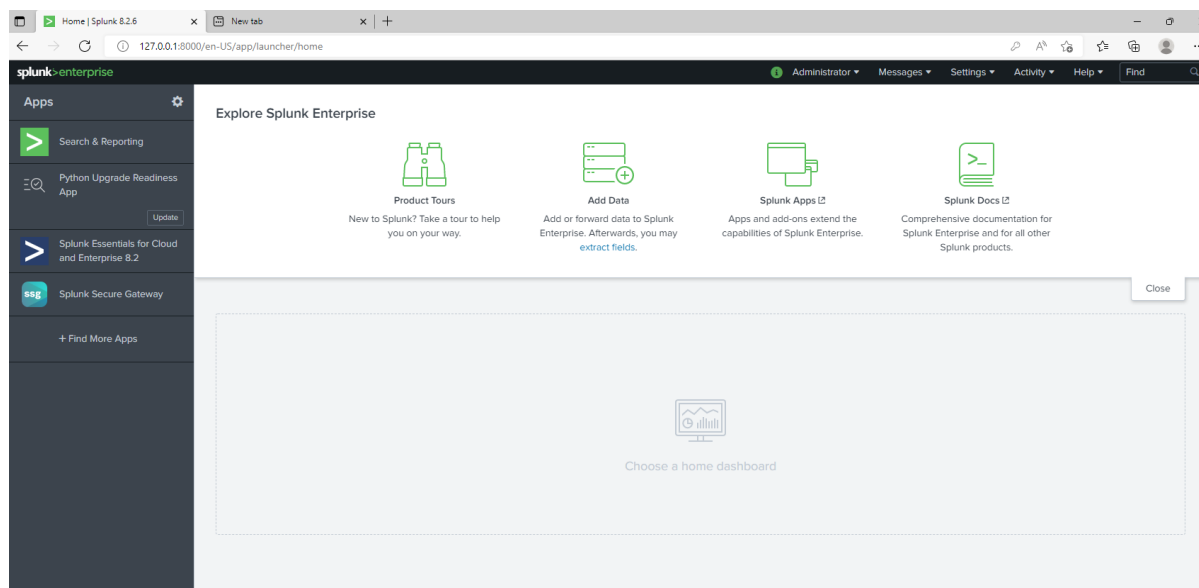 Home | Splunk 8.2.6
New tab
127.0.0.1:8000/en-US/app/launcher/home
splunk>enterprise
i Administrator Messages Settings Activity Help Find
Apps
Search & Reporting
Python Upgrade Readiness
App
Update
Splunk Essentials for Cloud
and Enterprise 8.2
ssg
Splunk Secure Gateway
+ Find More Apps
Explore Splunk Enterprise
Product Tours
New to Splunk? Take a tour to help
you on your way.
Add Data
Add or forward data to Splunk
Enterprise. Afterwards, you may
extract fields.
Splunk Apps
Apps and add-ons extend the
capabilities of Splunk Enterprise.
Splunk Docs
Comprehensive documentation for
Splunk Enterprise and for all other
Splunk products.
Close
Choose a home dashboard